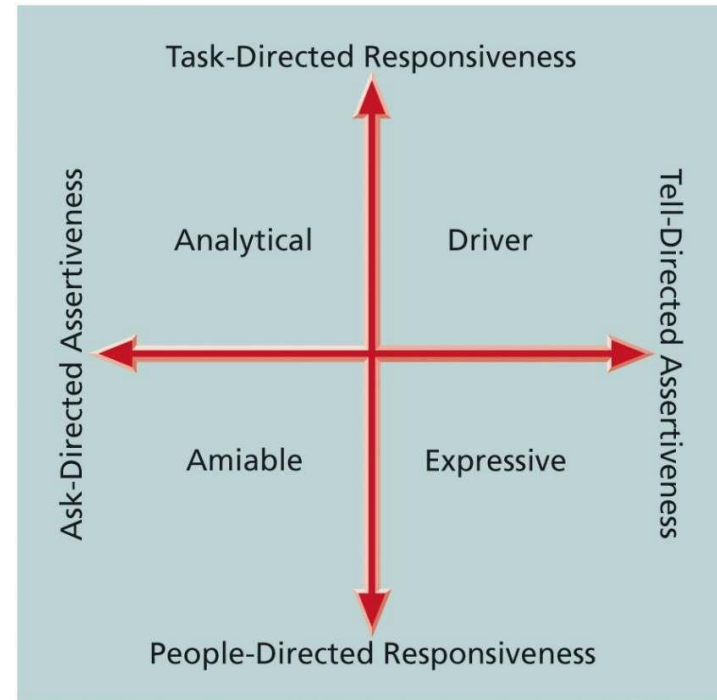 Task-Directed Responsiveness
Ask-Directed Assertiveness
Tell-Directed Assertiveness
Analytical
Driver
Amiable
Expressive
People-Directed Responsiveness